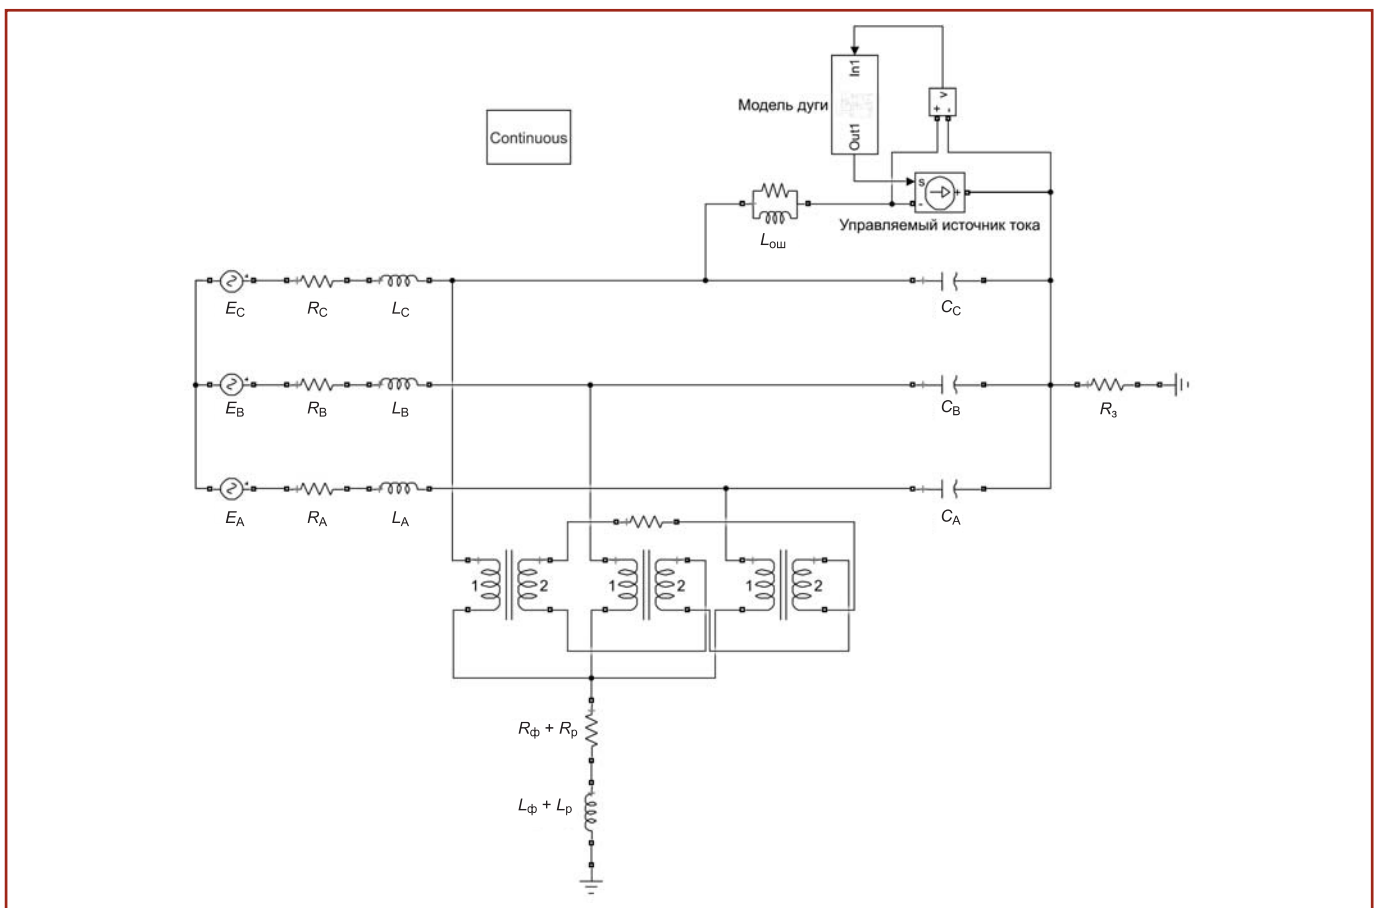 In1
v
+ -
Модель дуги
Out1
Continuous
s
+
-
Управляемый источник тока
Lош
EC
RC
LC
CC
EB
RB
LB
CB
Rз
EA
RA
LA
CA
1 2
1 2
1 2
Rф + Rр
Lф + Lр